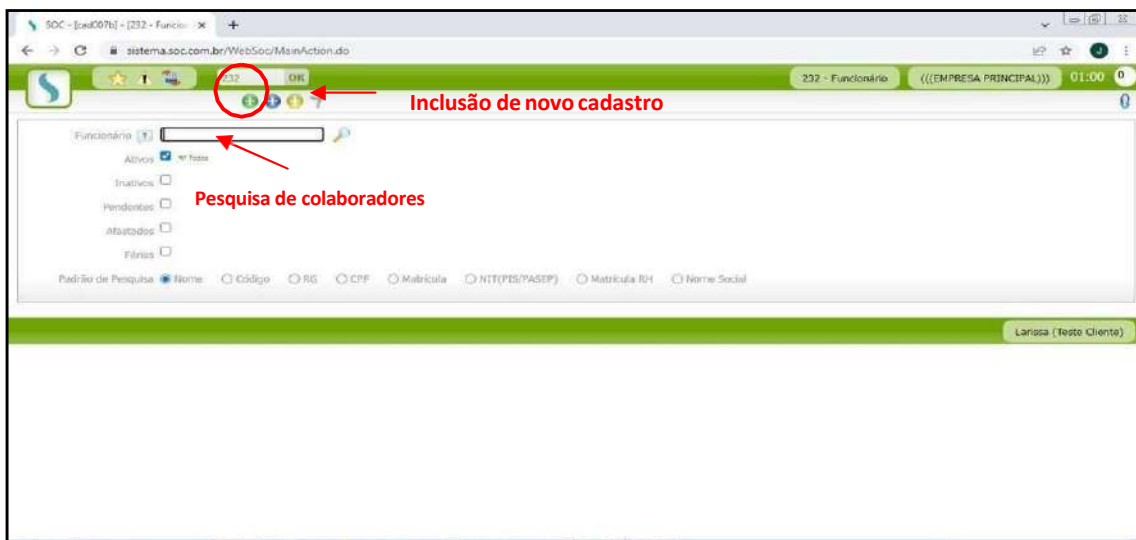 SOC - [cad007b] - [232 - Funcio
sistema.soc.com.br/WebSoc/MainAction.do
J
232 OK
232 - Funcionário
(((EMPRESA PRINCIPAL)))
01:00
0
Inclusão de novo cadastro
Funcionário
Ativos Todos
Inativos
Pesquisa de colaboradores
Pendentes
Afastados
Férias
Padrão de Pesquisa Nome Código RG CPF Matrícula NIT(PIS/PASEP) Matrícula RH Nome Social
Larissa (Teste Cliente)